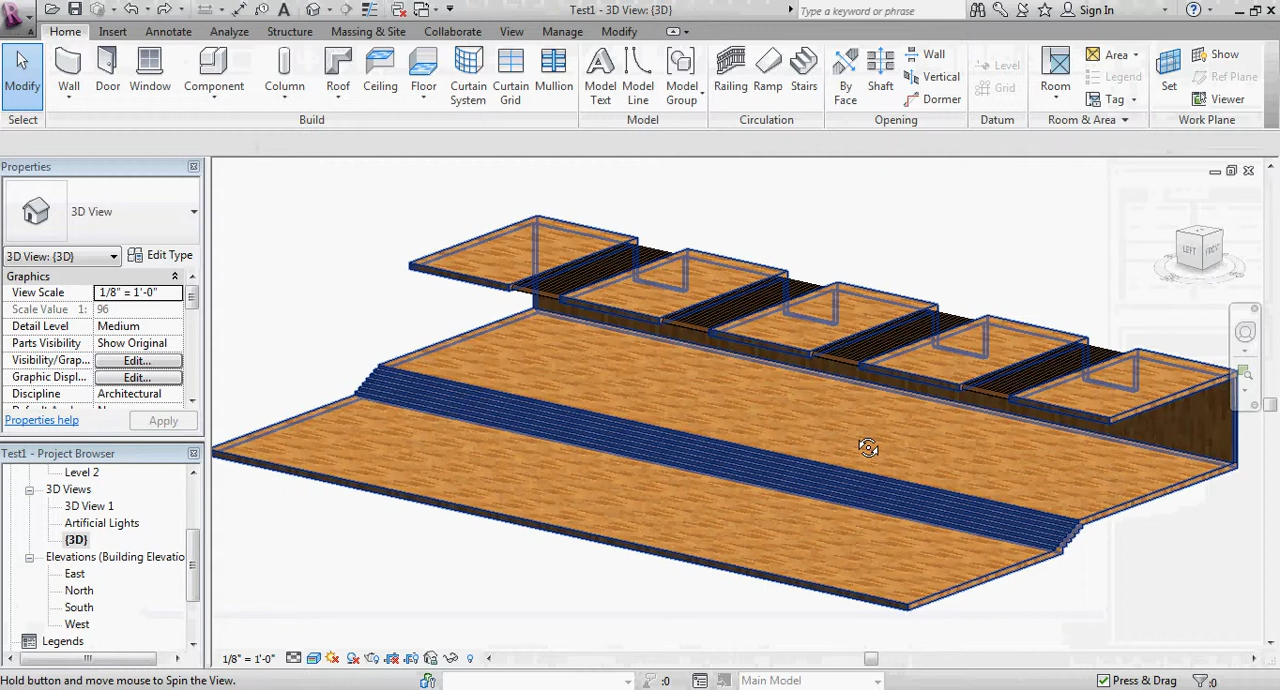 Test1 - 3D View: {3D}
Type a keyword or phrase
Sign In
Home Insert Annotate Analyze Structure Massing & Site Collaborate View Manage Modify
Modify
Wall
Door
Window
Component
Column
Roof
Ceiling
Floor
Curtain System
Curtain Grid
Mullion
Model Text
Model Line
Model Group
Railing
Ramp
Stairs
By Face
Shaft
Wall
Vertical
Dormer
Level
Grid
Room
Area
Legend
Tag
Set
Show
Ref Plane
Viewer
Select
Build
Model
Circulation
Opening
Datum
Room & Area
Work Plane
Properties
3D View
3D View: {3D} Edit Type
Graphics
View Scale 1/8" = 1'-0"
Scale Value 1: 96
Detail Level Medium
Parts Visibility Show Original
Visibility/Grap... Edit...
Graphic Displ... Edit...
Discipline Architectural
Properties help Apply
Test1 - Project Browser
Level 2
3D Views
3D View 1
Artificial Lights
{3D}
Elevations (Building Elevatio
East
North
South
West
Legends
LEFT FRONT
1/8" = 1'-0"
Hold button and move mouse to Spin the View.
:0
Main Model
Press & Drag
:0